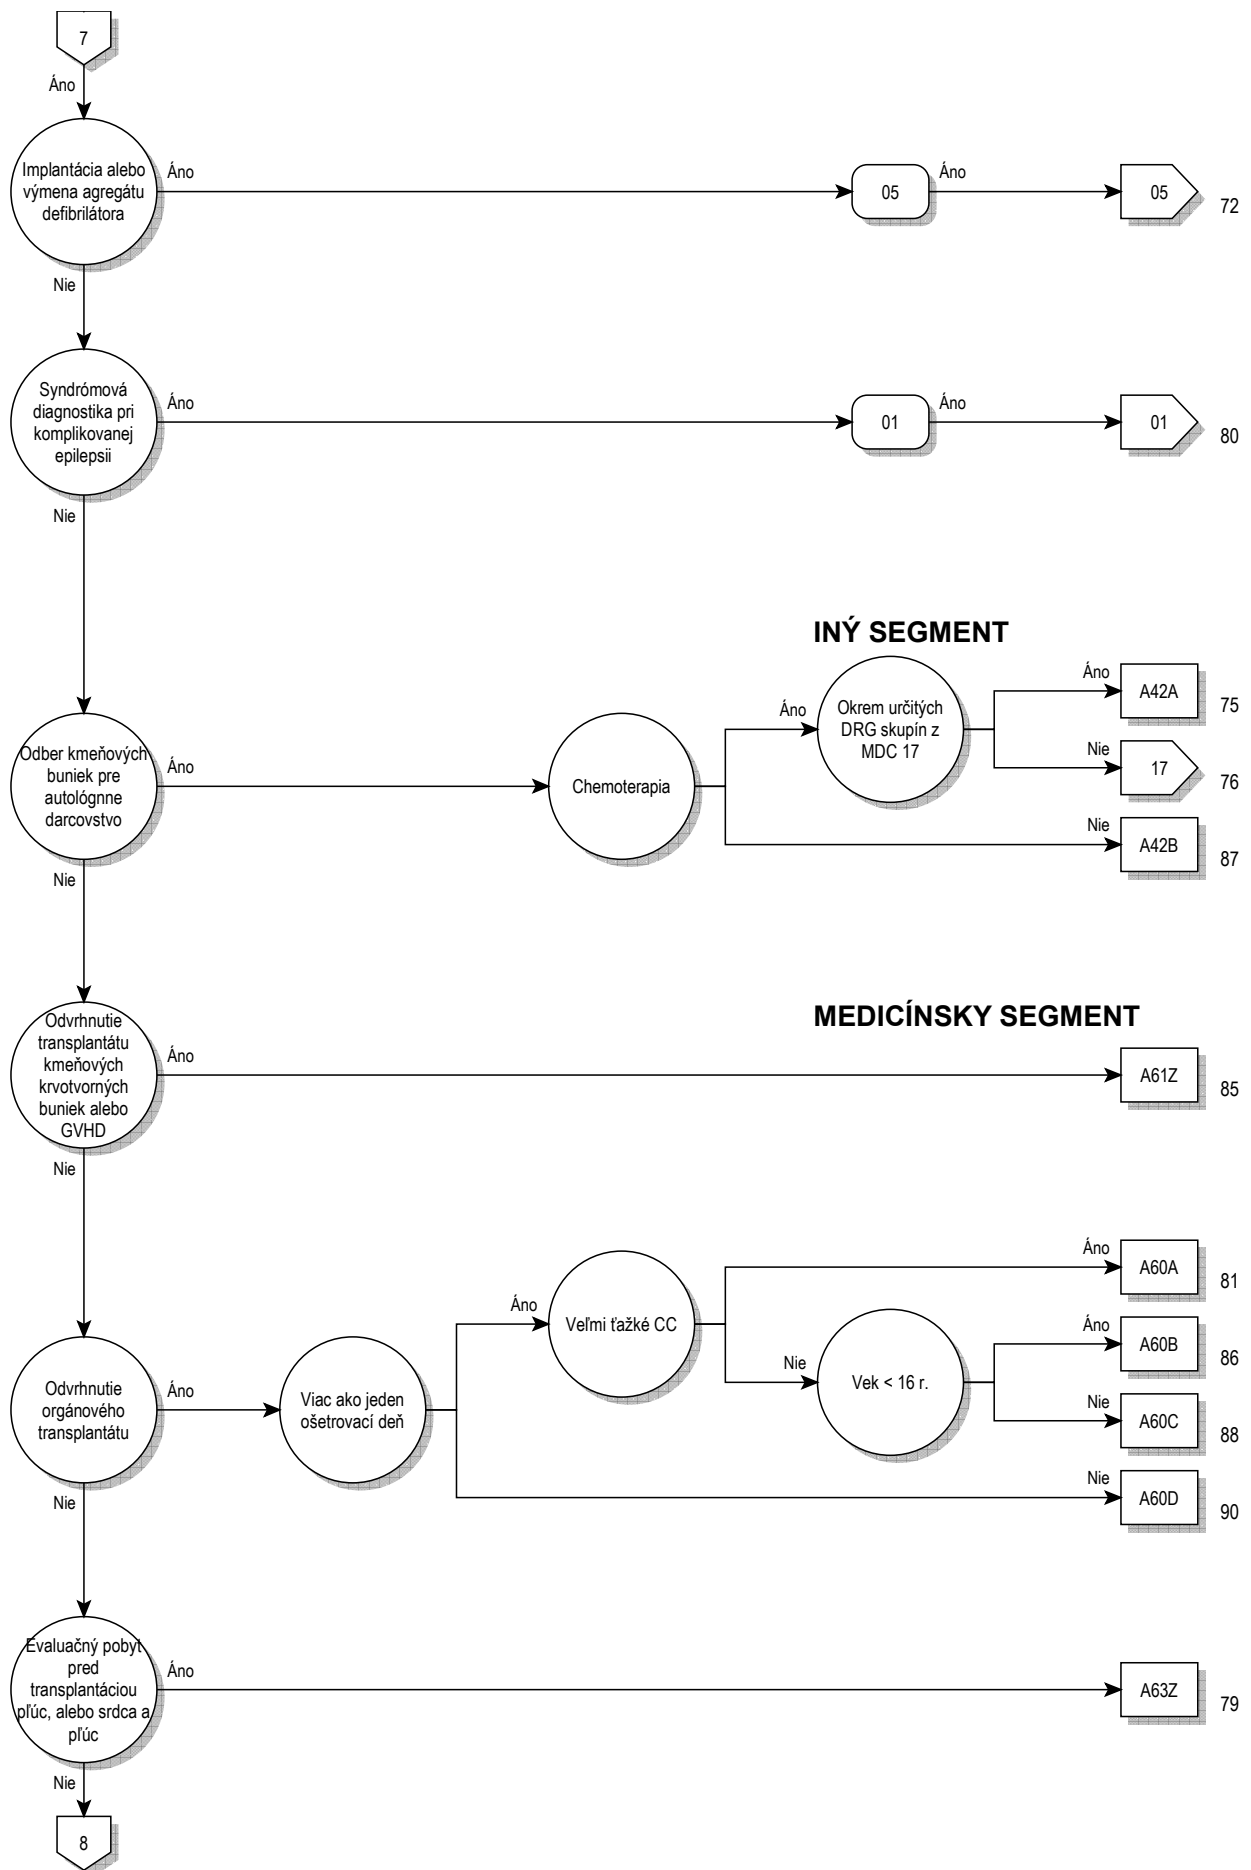 7
Áno
Implantácia alebo
výmena agregátu
defibrilátora
Áno
05
Áno
05
72
Nie
Syndrómová
diagnostika pri
komplikovanej
epilepsii
Áno
01
Áno
01
80
Nie
INÝ SEGMENT
Odber kmeňových
buniek pre
autológnne
darcovstvo
Áno
Chemoterapia
Áno
Okrem určitých
DRG skupín z
MDC 17
Áno
A42A
75
Nie
17
76
Nie
A42B
87
Nie
MEDICÍNSKY SEGMENT
Odvrhnutie
transplantátu
kmeňových
krvotvorných
buniek alebo
GVHD
Áno
A61Z
85
Nie
Odvrhnutie
orgánového
transplantátu
Áno
Viac ako jeden
ošetrovací deň
Áno
Veľmi ťažké CC
Áno
A60A
81
Nie
Vek < 16 r.
Áno
A60B
86
Nie
A60C
88
Nie
A60D
90
Nie
Evaluačný pobyt
pred
transplantáciou
pľúc, alebo srdca a
pľúc
Áno
A63Z
79
Nie
8